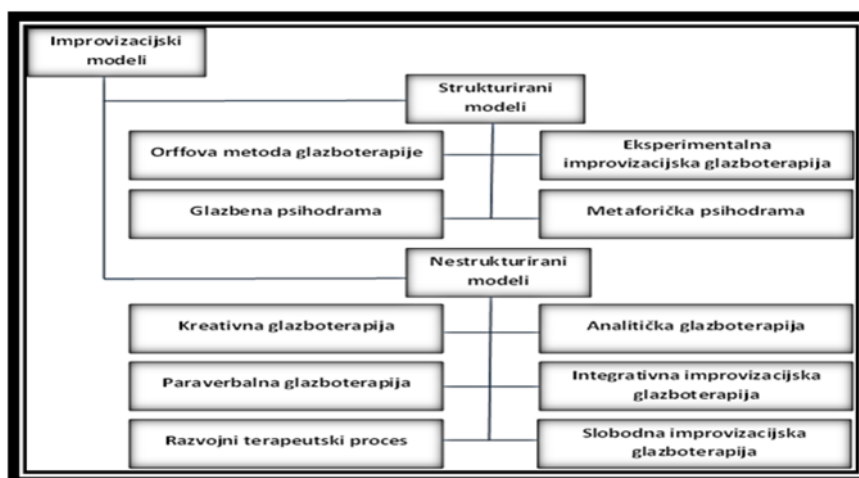 Improvizacijski
modeli
Strukturirani
modeli
Orffova metoda glazboterapije
Eksperimentalna
improvizacijska glazboterapija
Glazbena psihodrama
Metaforička psihodrama
Nestrukturirani
modeli
Kreativna glazboterapija
Analitička glazboterapija
Paraverbalna glazboterapija
Integrativna improvizacijska
glazboterapija
Razvojni terapeutski proces
Slobodna improvizacijska
glazboterapija